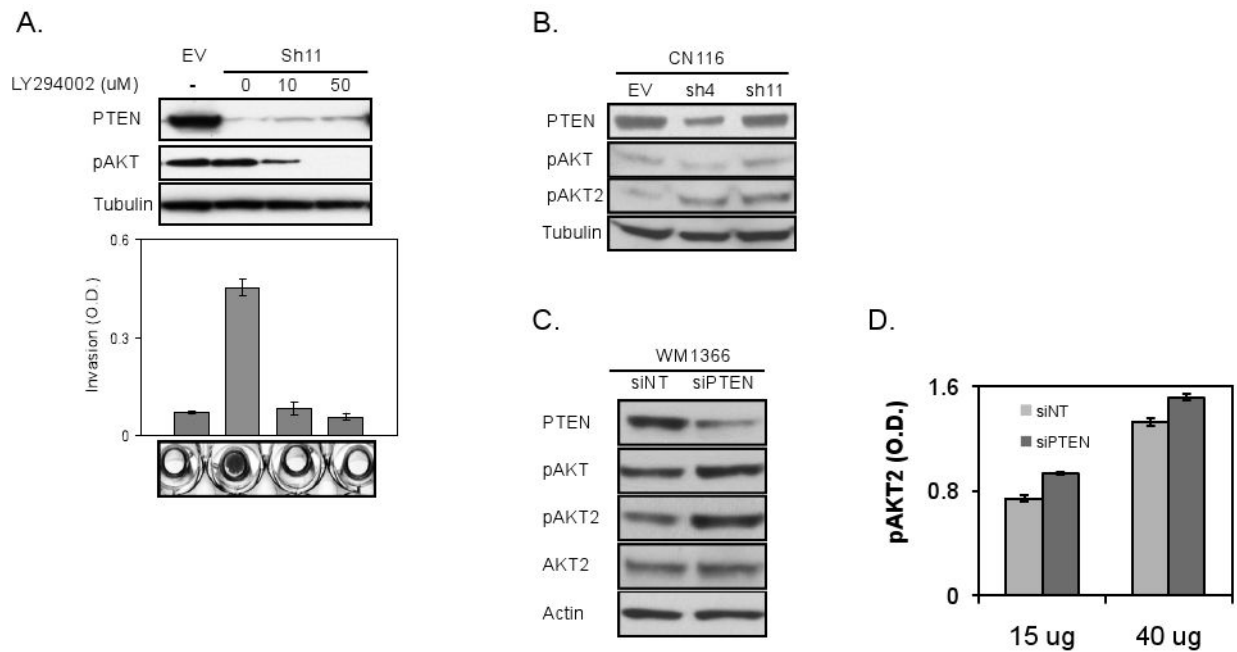 A.
EV Sh11
LY294002 (uM) - 0 10 50
PTEN
pAKT
Tubulin
0.6
0.3
0
Invasion (O.D.)
B.
CN116
EV sh4 sh11
PTEN
pAKT
pAKT2
Tubulin
C.
WM1366
siNT siPTEN
PTEN
pAKT
pAKT2
AKT2
Actin
D.
1.6
0.8
0
pAKT2 (O.D.)
siNT
siPTEN
15 ug 40 ug